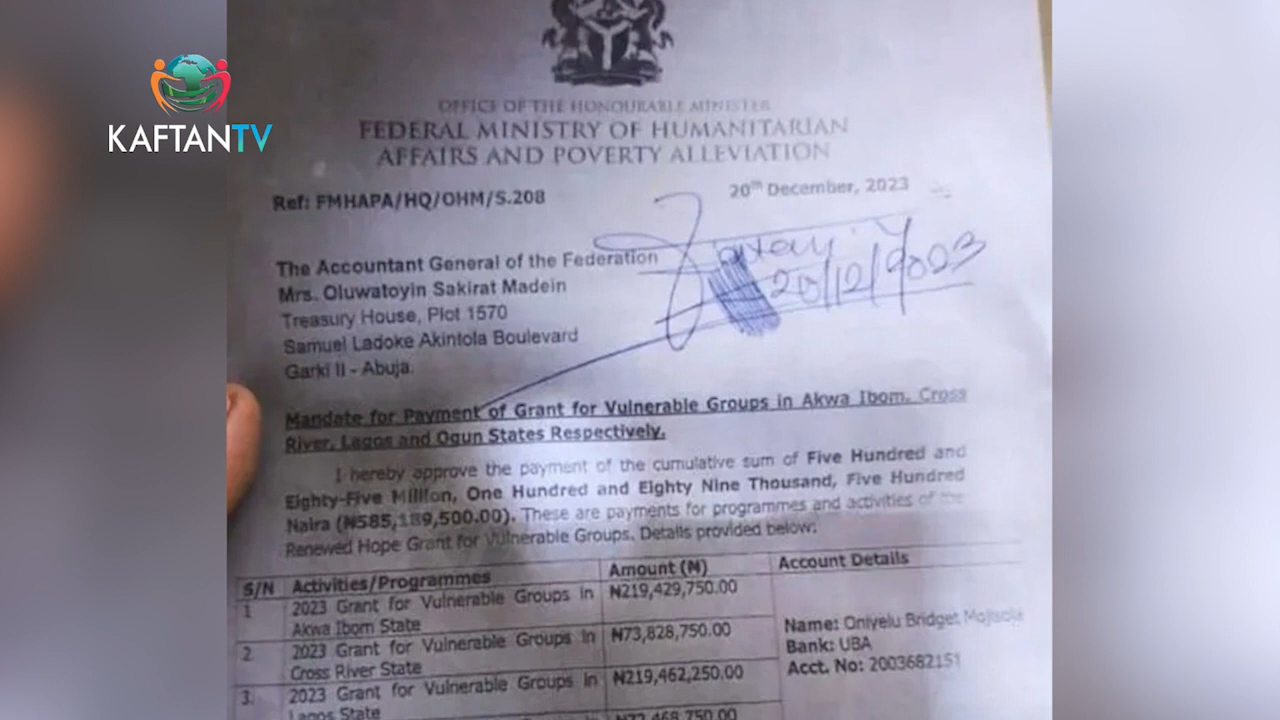 KAFTANTV
OFFICE OF THE HONOURABLE MINISTER
FEDERAL MINISTRY OF HUMANITARIAN
AFFAIRS AND POVERTY ALLEVIATION
Ref: FMHAPA/HQ/OHM/S.208
20th December, 2023
20/12/2023
The Accountant General of the Federation
Mrs. Oluwatoyin Sakirat Madein
Treasury House, Plot 1570
Samuel Ladoke Akintola Boulevard
Garki II - Abuja.
Mandate for Payment of Grant for Vulnerable Groups in Akwa Ibom, Cross
River, Lagos and Ogun States Respectively.
I hereby approve the payment of the cumulative sum of Five Hundred and
Eighty-Five Million, One Hundred and Eighty Nine Thousand, Five Hundred
Naira (₦585,189,500.00). These are payments for programmes and activities of the
Renewed Hope Grant for Vulnerable Groups. Details provided below:
S/N Activities/Programmes Amount (₦) Account Details
1 2023 Grant for Vulnerable Groups in ₦219,429,750.00
Akwa Ibom State
2. 2023 Grant for Vulnerable Groups in ₦73,828,750.00
Cross River State
3. 2023 Grant for Vulnerable Groups in ₦219,462,250.00
Lagos State
Name: Oniyelu Bridget Mojisola
Bank: UBA
Acct. No: 2003682151
468,750.00